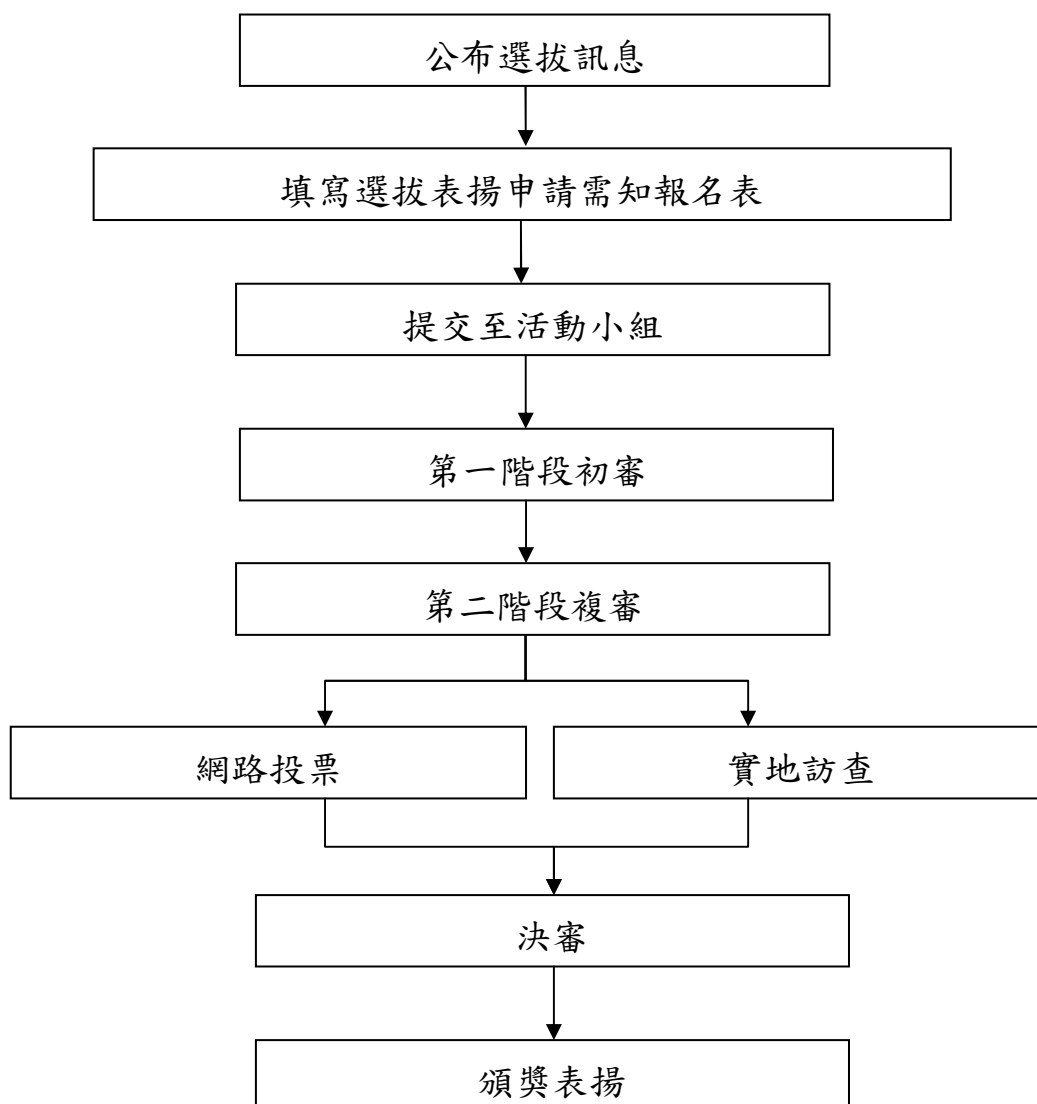 公布選拔訊息
填寫選拔表揚申請需知報名表
提交至活動小組
第一階段初審
第二階段複審
網路投票
實地訪查
決審
頒獎表揚